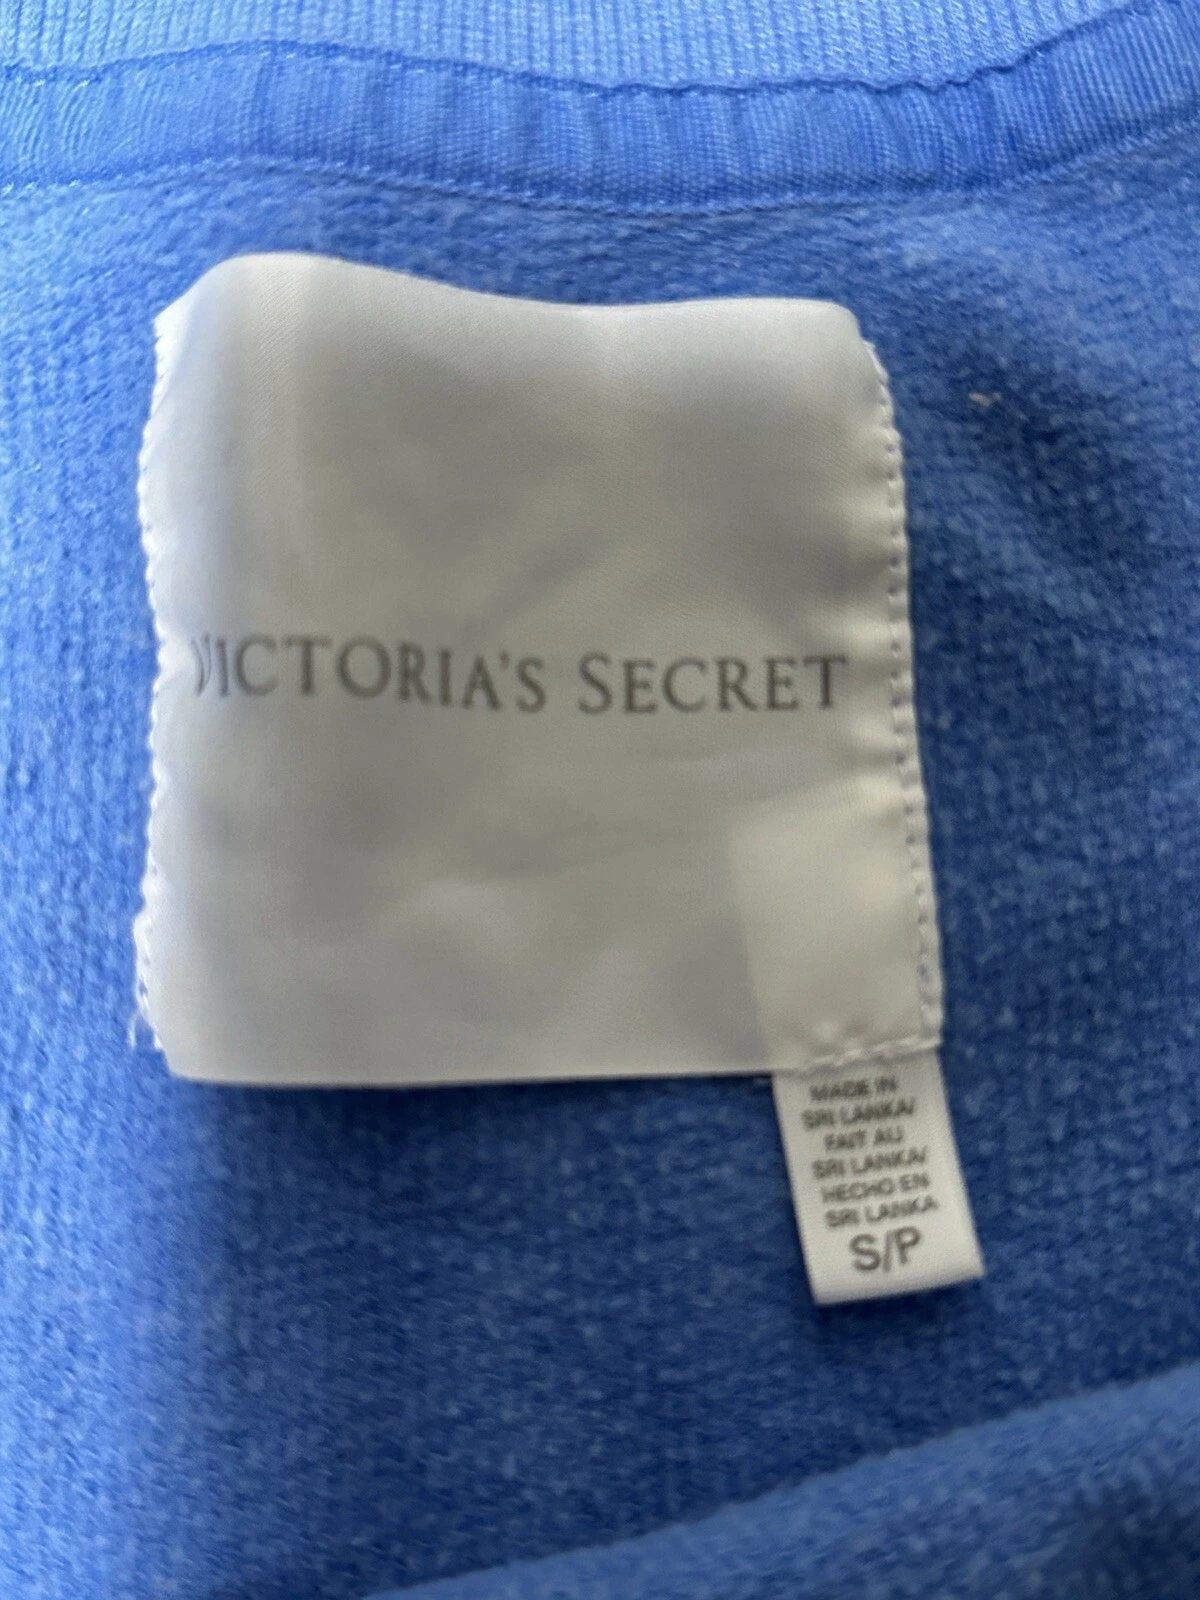 VICTORIA'S SECRET
MADE IN
SRI LANKA/
FAIT AU
SRI LANKA/
HECHO EN
SRI LANKA
S/P